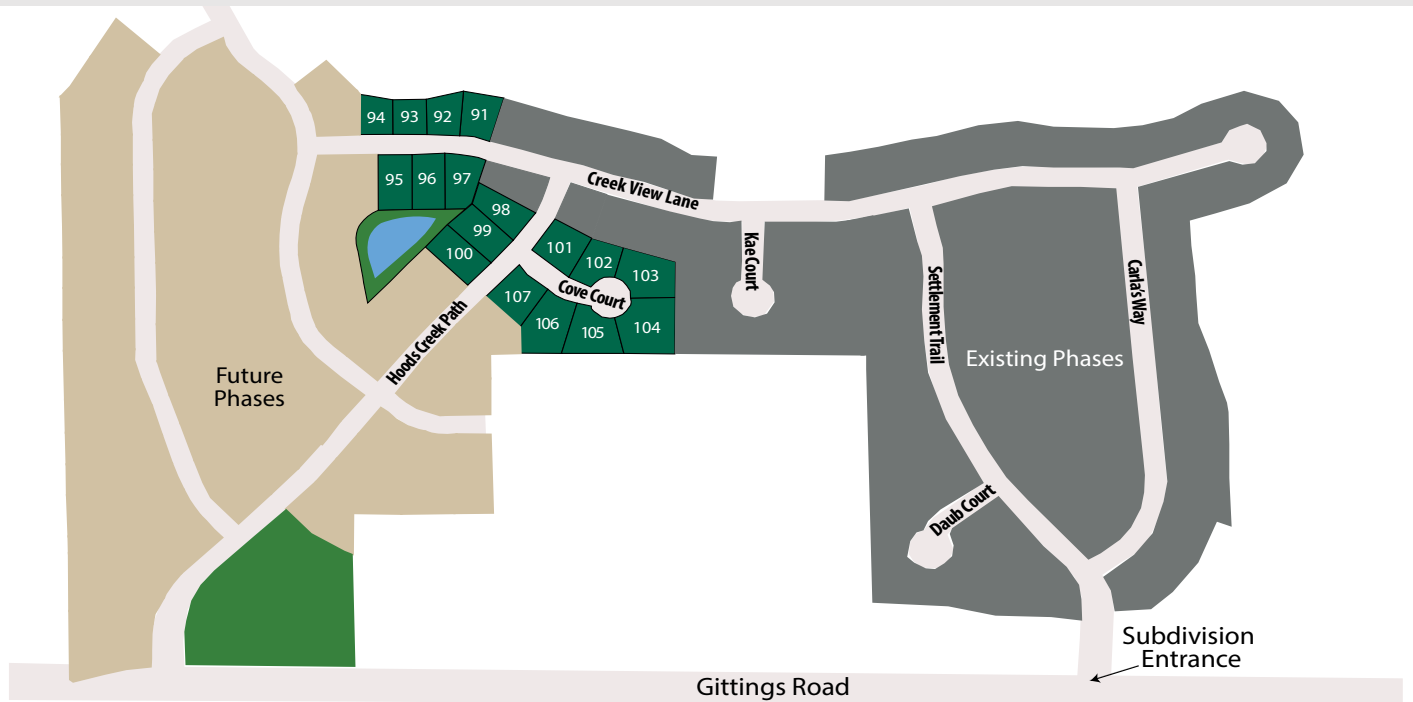 94
93
92
91
95
96
97
98
99
100
101
102
103
104
105
106
107
Creek View Lane
Kae Court
Cove Court
Hoods Creek Path
Settlement Trail
Carla's Way
Daub Court
Existing Phases
Future
Phases
Subdivision
Entrance
Gittings Road